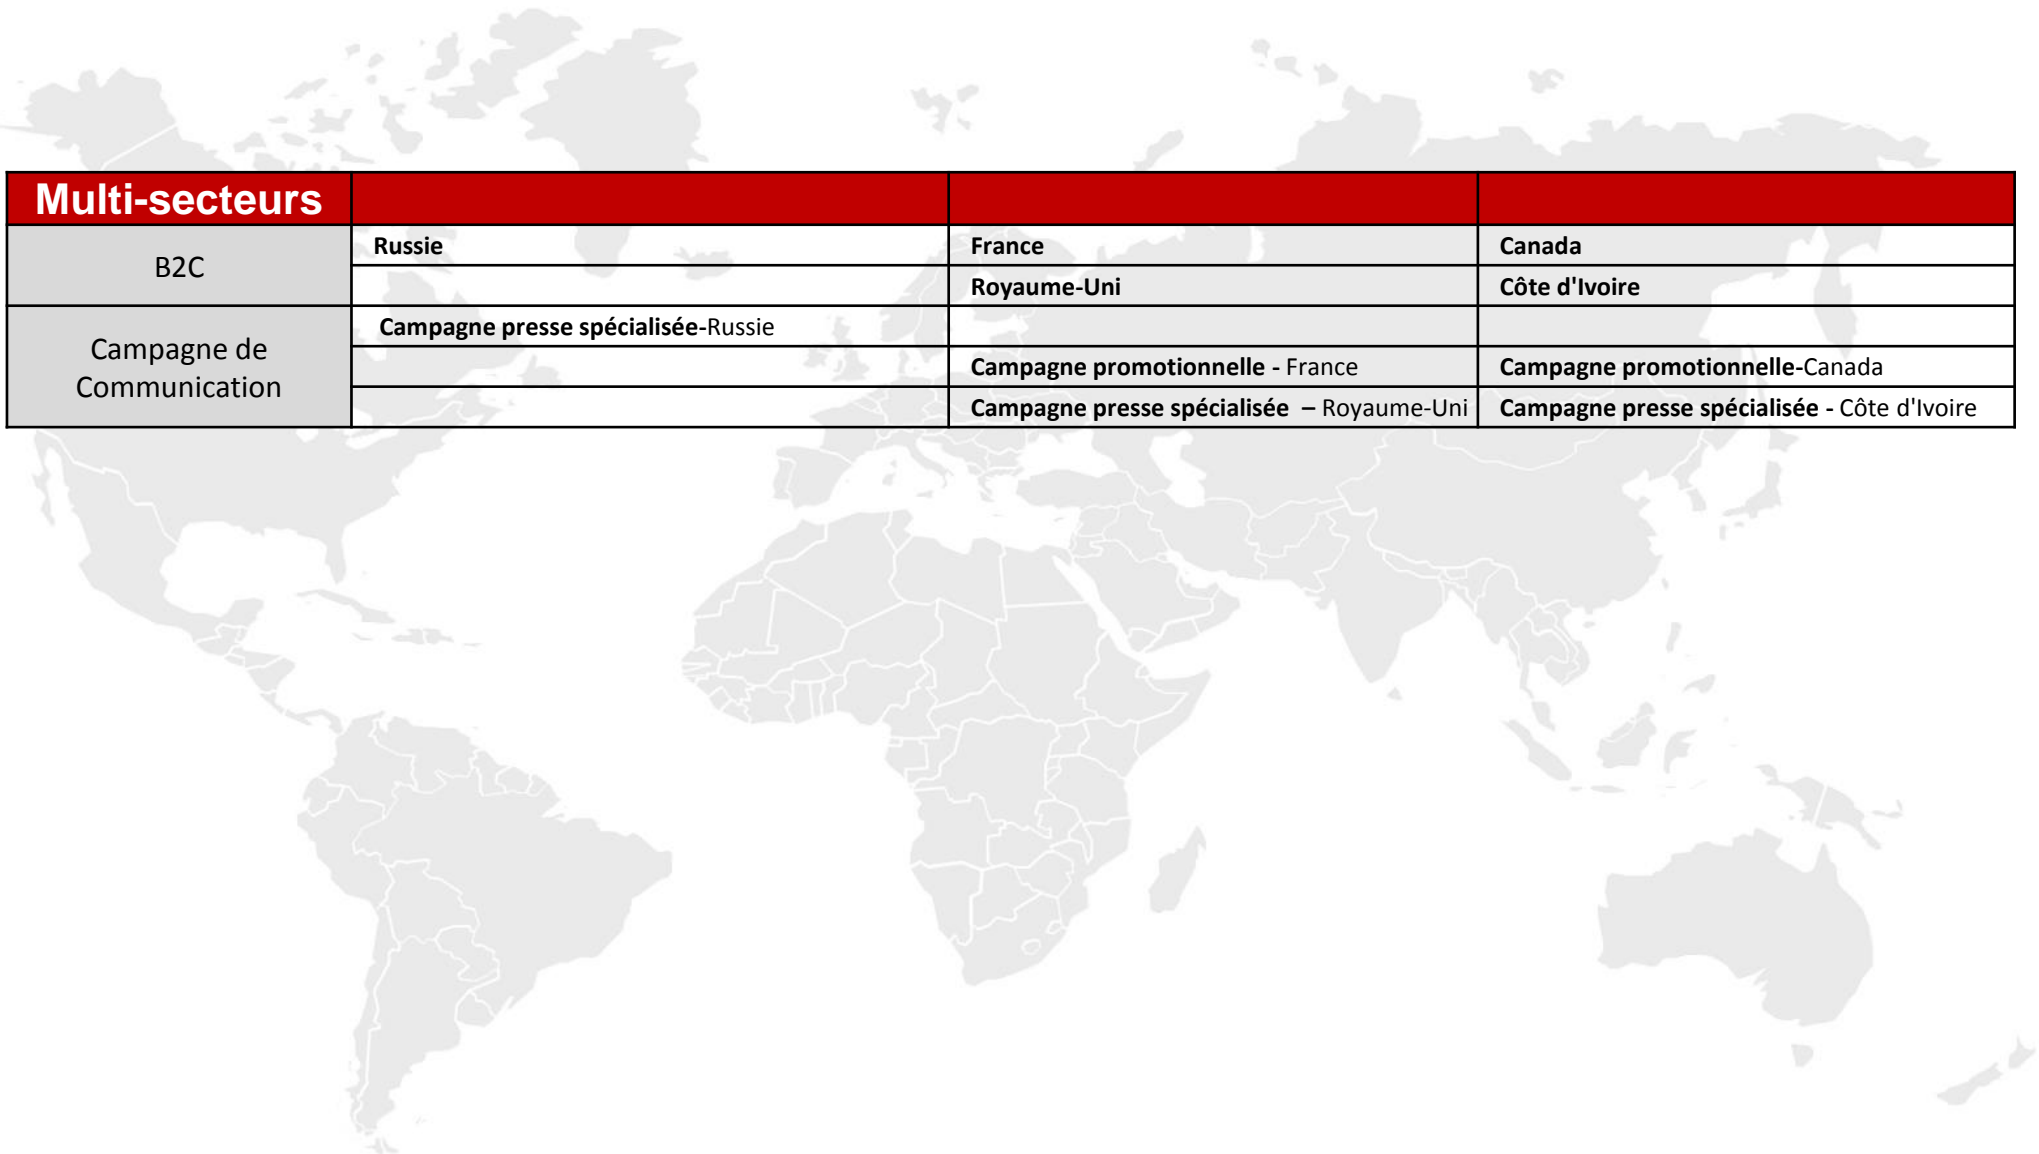 Multi-secteurs
B2C
Russie
France
Canada
Royaume-Uni
Côte d'Ivoire
Campagne de
Communication
Campagne presse spécialisée-Russie
Campagne promotionnelle - France
Campagne promotionnelle-Canada
Campagne presse spécialisée – Royaume-Uni
Campagne presse spécialisée - Côte d'Ivoire